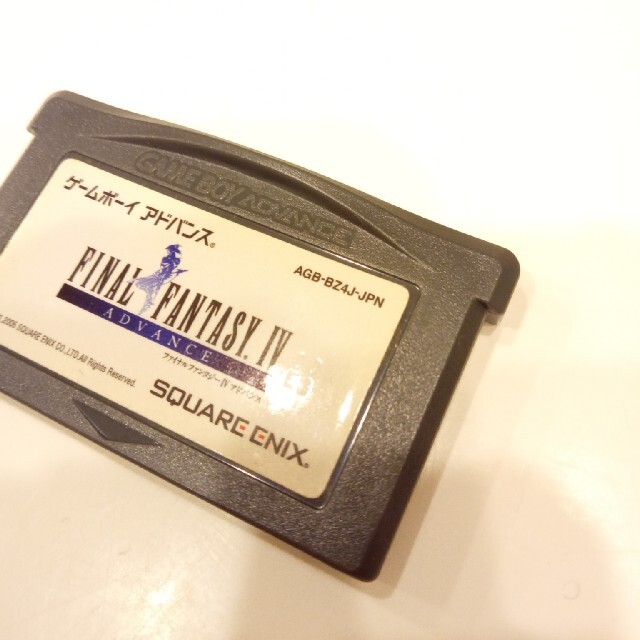 GAME BOY ADVANCE
ゲームボーイ アドバンス®
AGB-BZ4J-JPN
FINAL FANTASY. IV
ADVANCE
ファイナルファンタジーIV アドバンス
2005 SQUARE ENIX CO.,LTD. All Rights Reserved.
SQUARE ENIX®